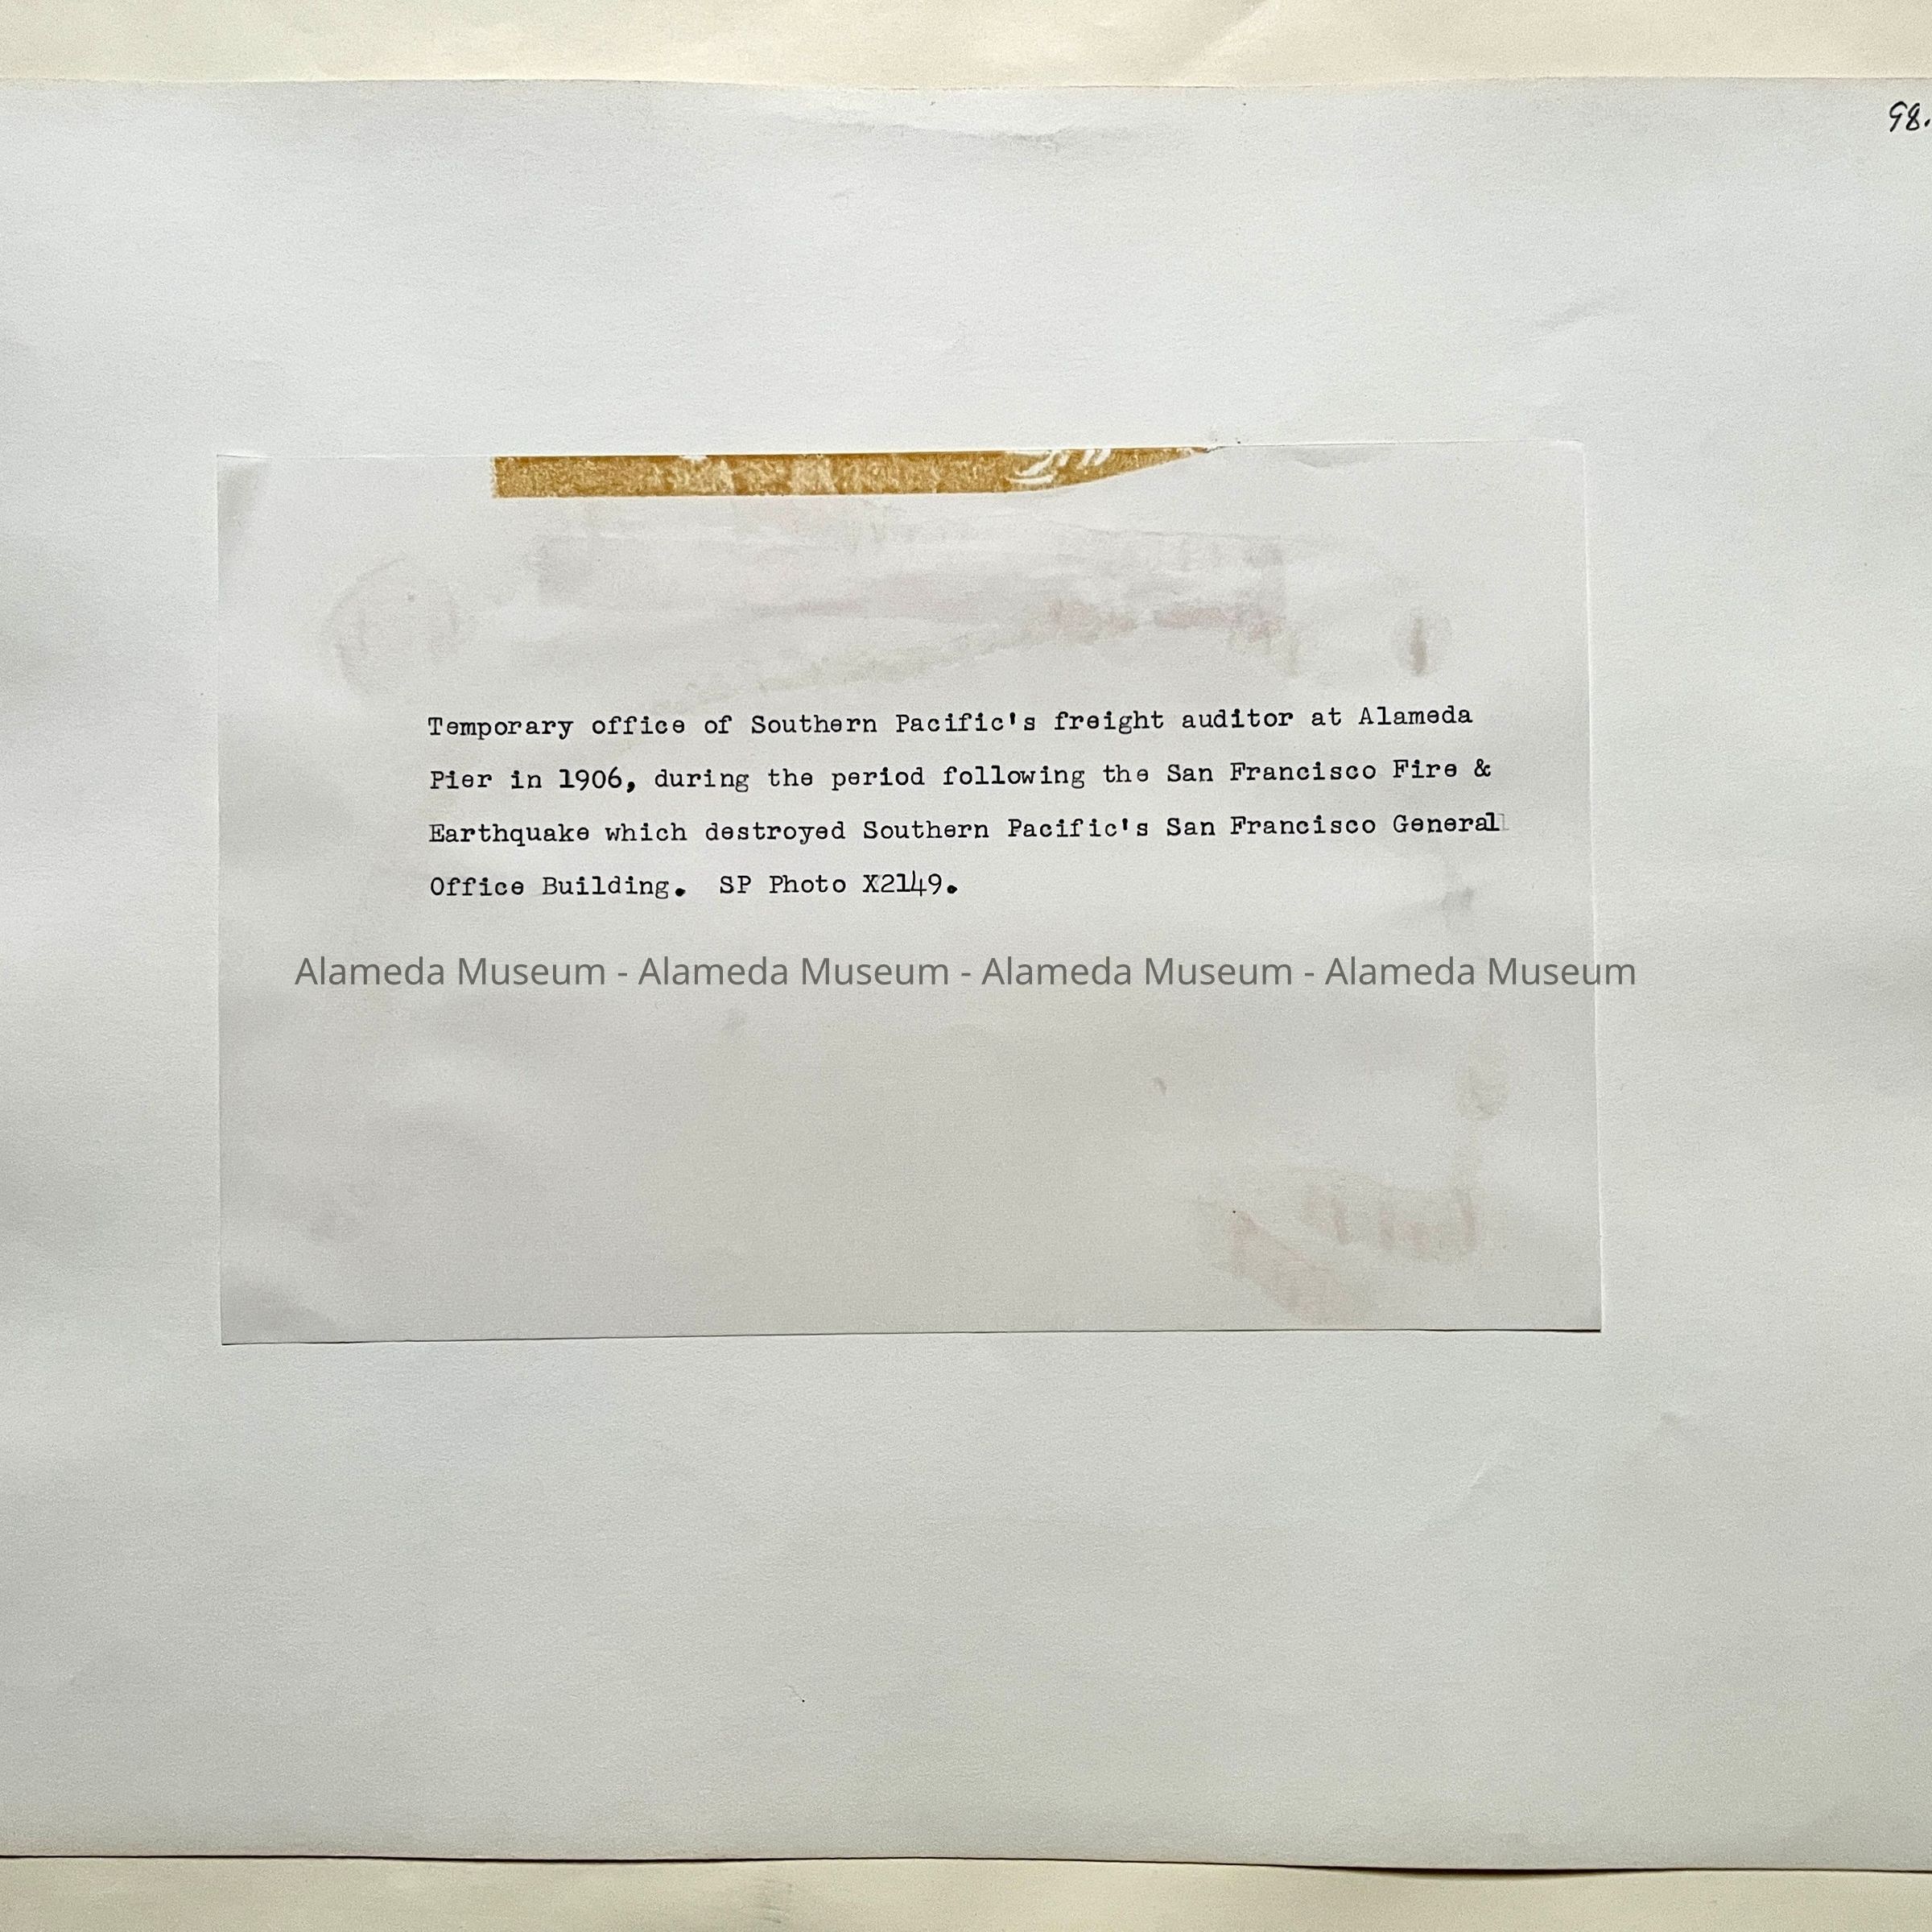 98.
Temporary office of Southern Pacific's freight auditor at Alameda
Pier in 1906, during the period following the San Francisco Fire &
Earthquake which destroyed Southern Pacific's San Francisco General
Office Building.  SP Photo X2149.
Alameda Museum - Alameda Museum - Alameda Museum - Alameda Museum